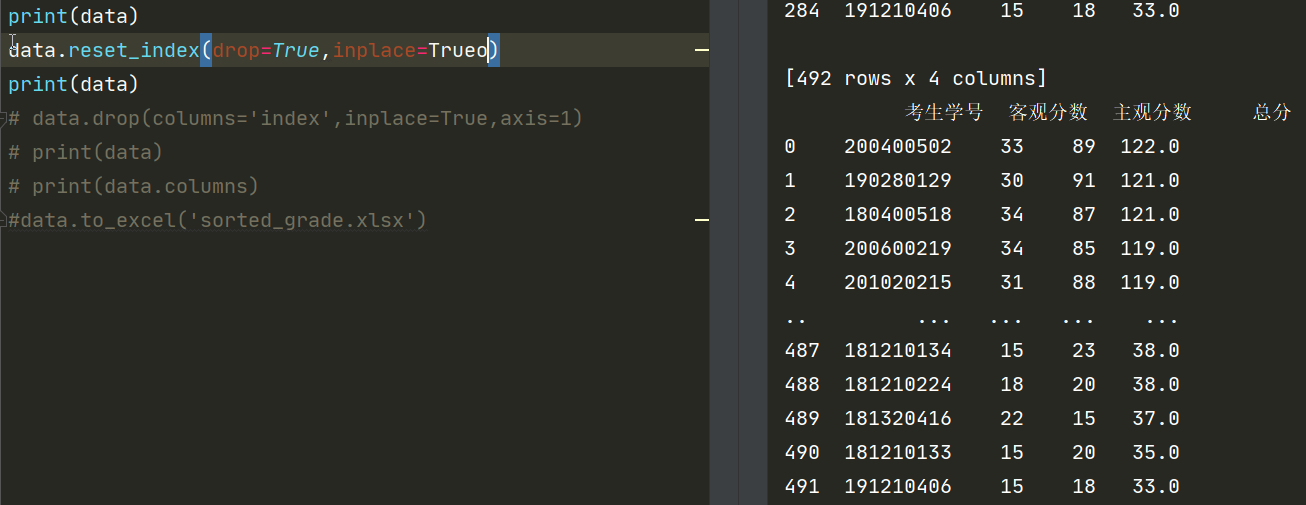 print(data)
data.reset_index(drop=True,inplace=Trueo)
print(data)
# data.drop(columns='index',inplace=True,axis=1)
# print(data)
# print(data.columns)
#data.to_excel('sorted_grade.xlsx')
284 191210406 15 18 33.0
[492 rows x 4 columns]
考生学号 客观分数 主观分数 总分
0 200400502 33 89 122.0
1 190280129 30 91 121.0
2 180400518 34 87 121.0
3 200600219 34 85 119.0
4 201020215 31 88 119.0
.. ... ... ... ...
487 181210134 15 23 38.0
488 181210224 18 20 38.0
489 181320416 22 15 37.0
490 181210133 15 20 35.0
491 191210406 15 18 33.0